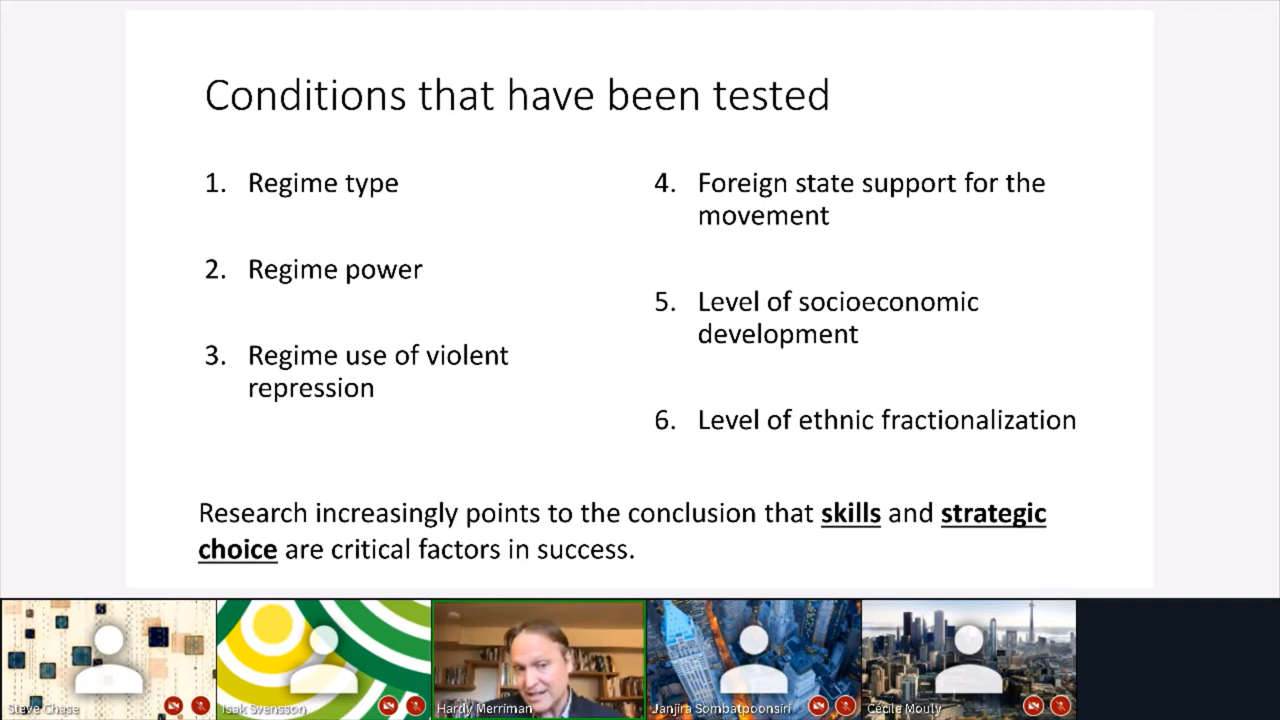 Conditions that have been tested
1. Regime type
2. Regime power
3. Regime use of violent
repression
4. Foreign state support for the
movement
5. Level of socioeconomic
development
6. Level of ethnic fractionalization
Research increasingly points to the conclusion that skills and strategic
choice are critical factors in success.
Steve Chase
Isak Svensson
Hardy Merriman
Janjira Sombatpoonsiri
Cécile Mouly